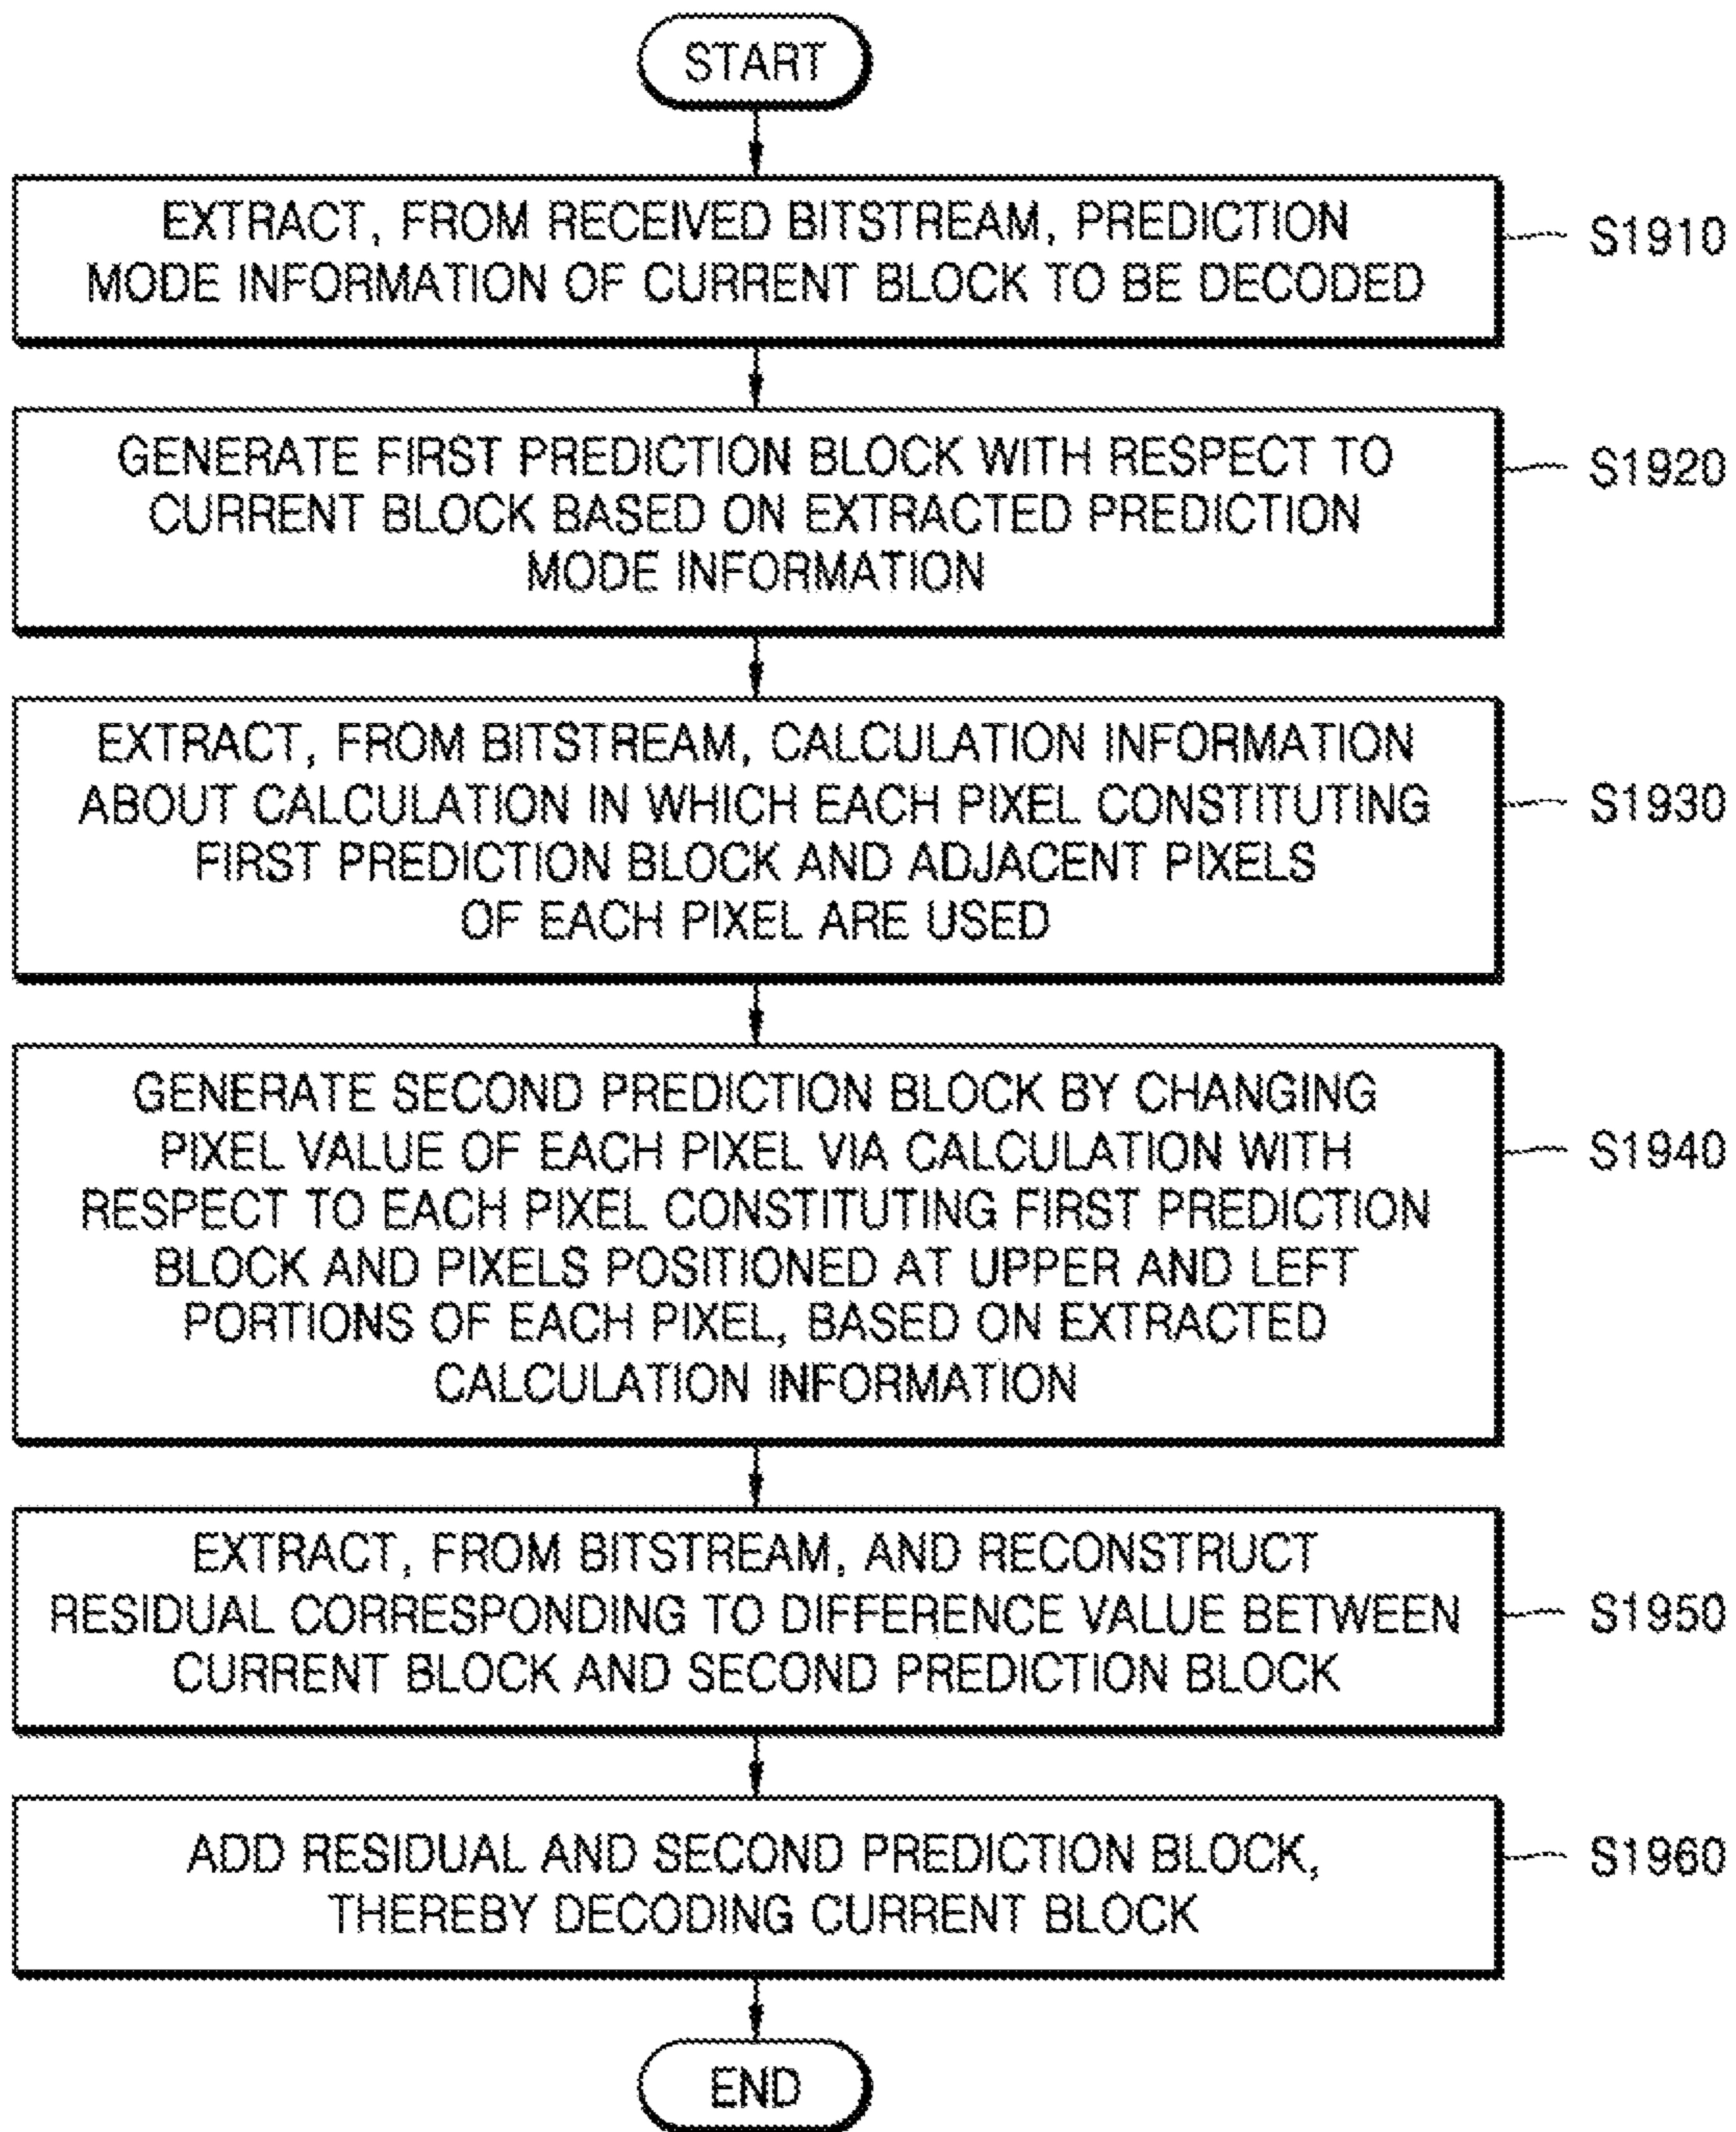 START
EXTRACT, FROM RECEIVED BITSTREAM, PREDICTION
MODE INFORMATION OF CURRENT BLOCK TO BE DECODED
S1910
GENERATE FIRST PREDICTION BLOCK WITH RESPECT TO
CURRENT BLOCK BASED ON EXTRACTED PREDICTION
MODE INFORMATION
S1920
EXTRACT, FROM BITSTREAM, CALCULATION INFORMATION
ABOUT CALCULATION IN WHICH EACH PIXEL CONSTITUTING
FIRST PREDICTION BLOCK AND ADJACENT PIXELS
OF EACH PIXEL ARE USED
S1930
GENERATE SECOND PREDICTION BLOCK BY CHANGING
PIXEL VALUE OF EACH PIXEL VIA CALCULATION WITH
RESPECT TO EACH PIXEL CONSTITUTING FIRST PREDICTION
BLOCK AND PIXELS POSITIONED AT UPPER AND LEFT
PORTIONS OF EACH PIXEL, BASED ON EXTRACTED
CALCULATION INFORMATION
S1940
EXTRACT, FROM BITSTREAM, AND RECONSTRUCT
RESIDUAL CORRESPONDING TO DIFFERENCE VALUE BETWEEN
CURRENT BLOCK AND SECOND PREDICTION BLOCK
S1950
ADD RESIDUAL AND SECOND PREDICTION BLOCK,
THEREBY DECODING CURRENT BLOCK
S1960
END